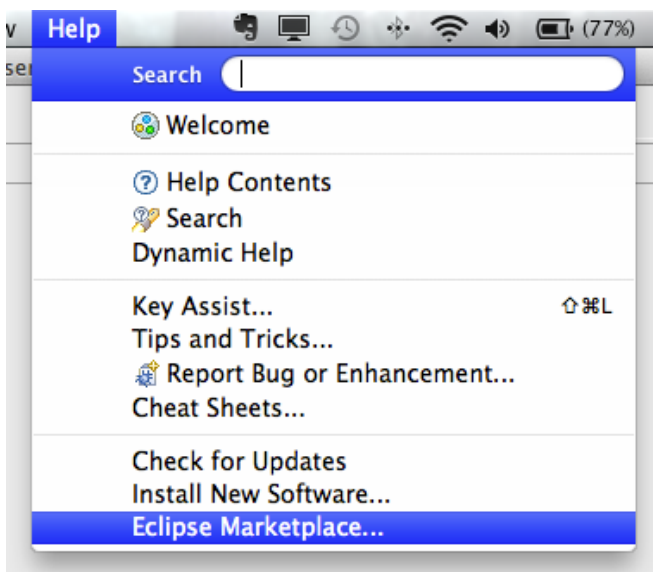 v Help (77%)
ser
Search
Welcome
? Help Contents
Search
Dynamic Help
Key Assist... ⇧⌘L
Tips and Tricks...
Report Bug or Enhancement...
Cheat Sheets...
Check for Updates
Install New Software...
Eclipse Marketplace...